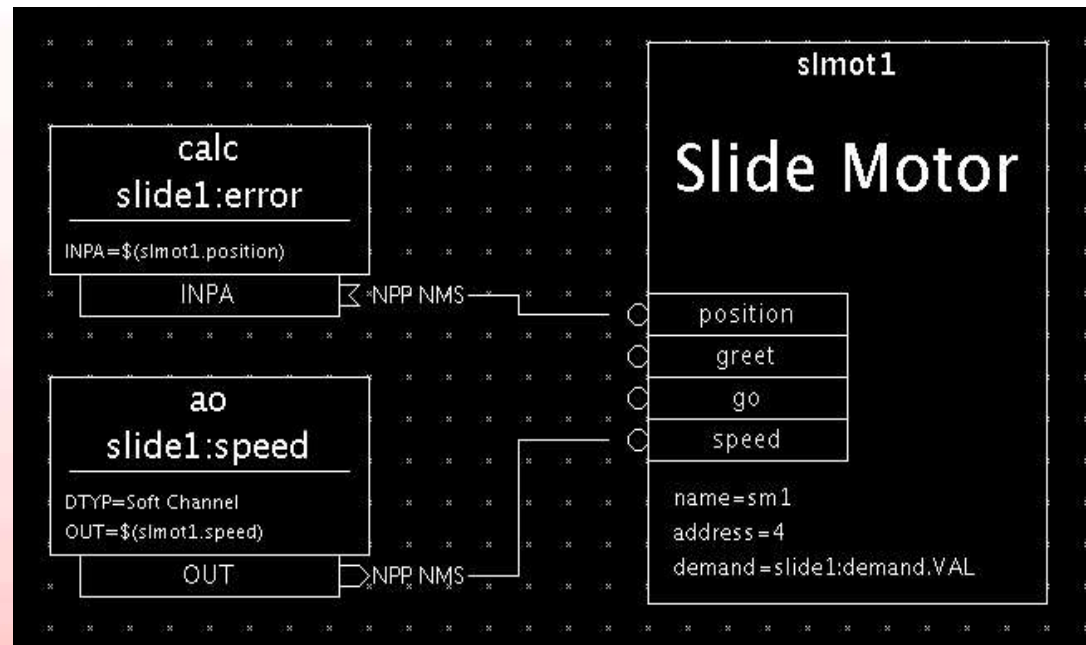 calc
slide1:error
INPA=$(slmot1.position)
INPA
NPP NMS
ao
slide1:speed
DTYP=Soft Channel
OUT=$(slmot1.speed)
OUT
NPP NMS
slmot1
Slide Motor
position
greet
go
speed
name=sm1
address=4
demand=slide1:demand.VAL